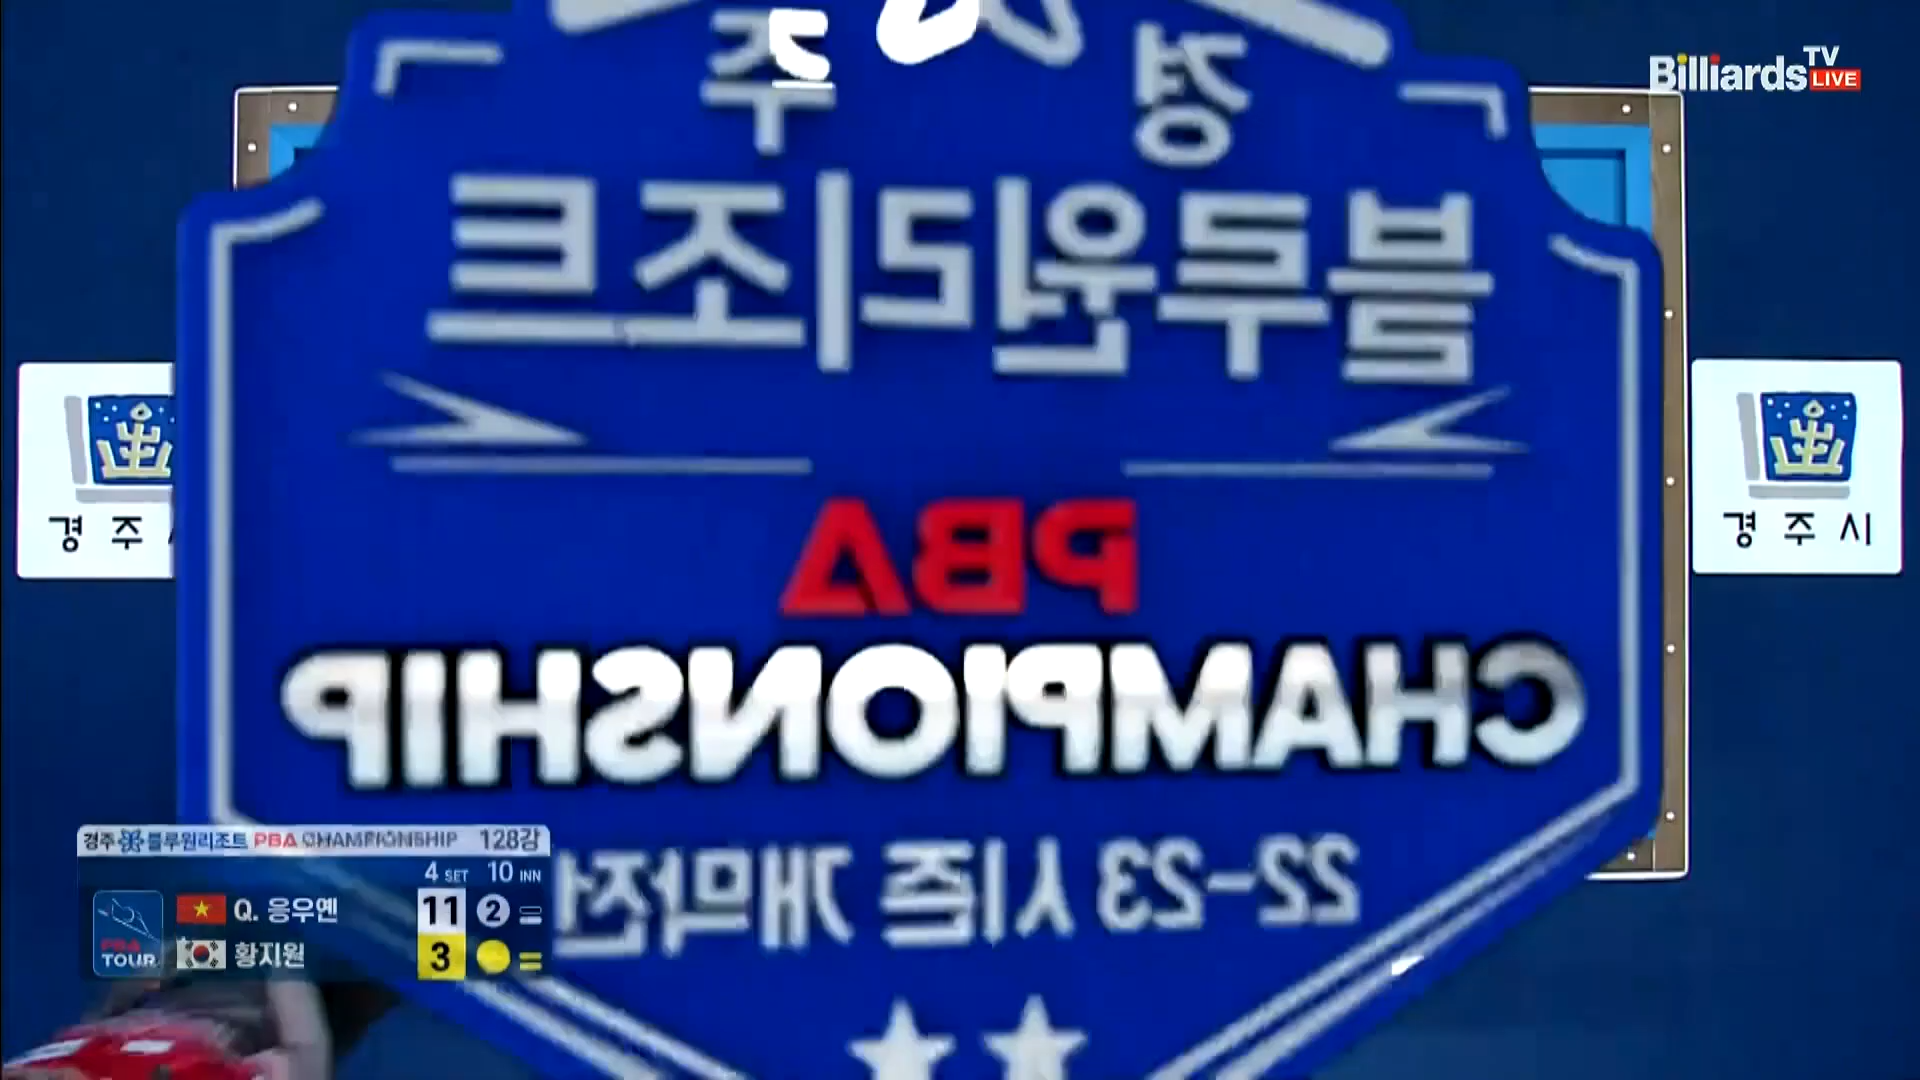 Billiards TV
LIVE
경주
블루원리조트
PBA
CHAMPIONSHIP
22-23 시즌 개막전
경주
경주시
경주 블루원리조트 PBA CHAMPIONSHIP 128강
4 SET 10 INN
PBA TOUR
Q. 응우옌 11 2
황지원 3